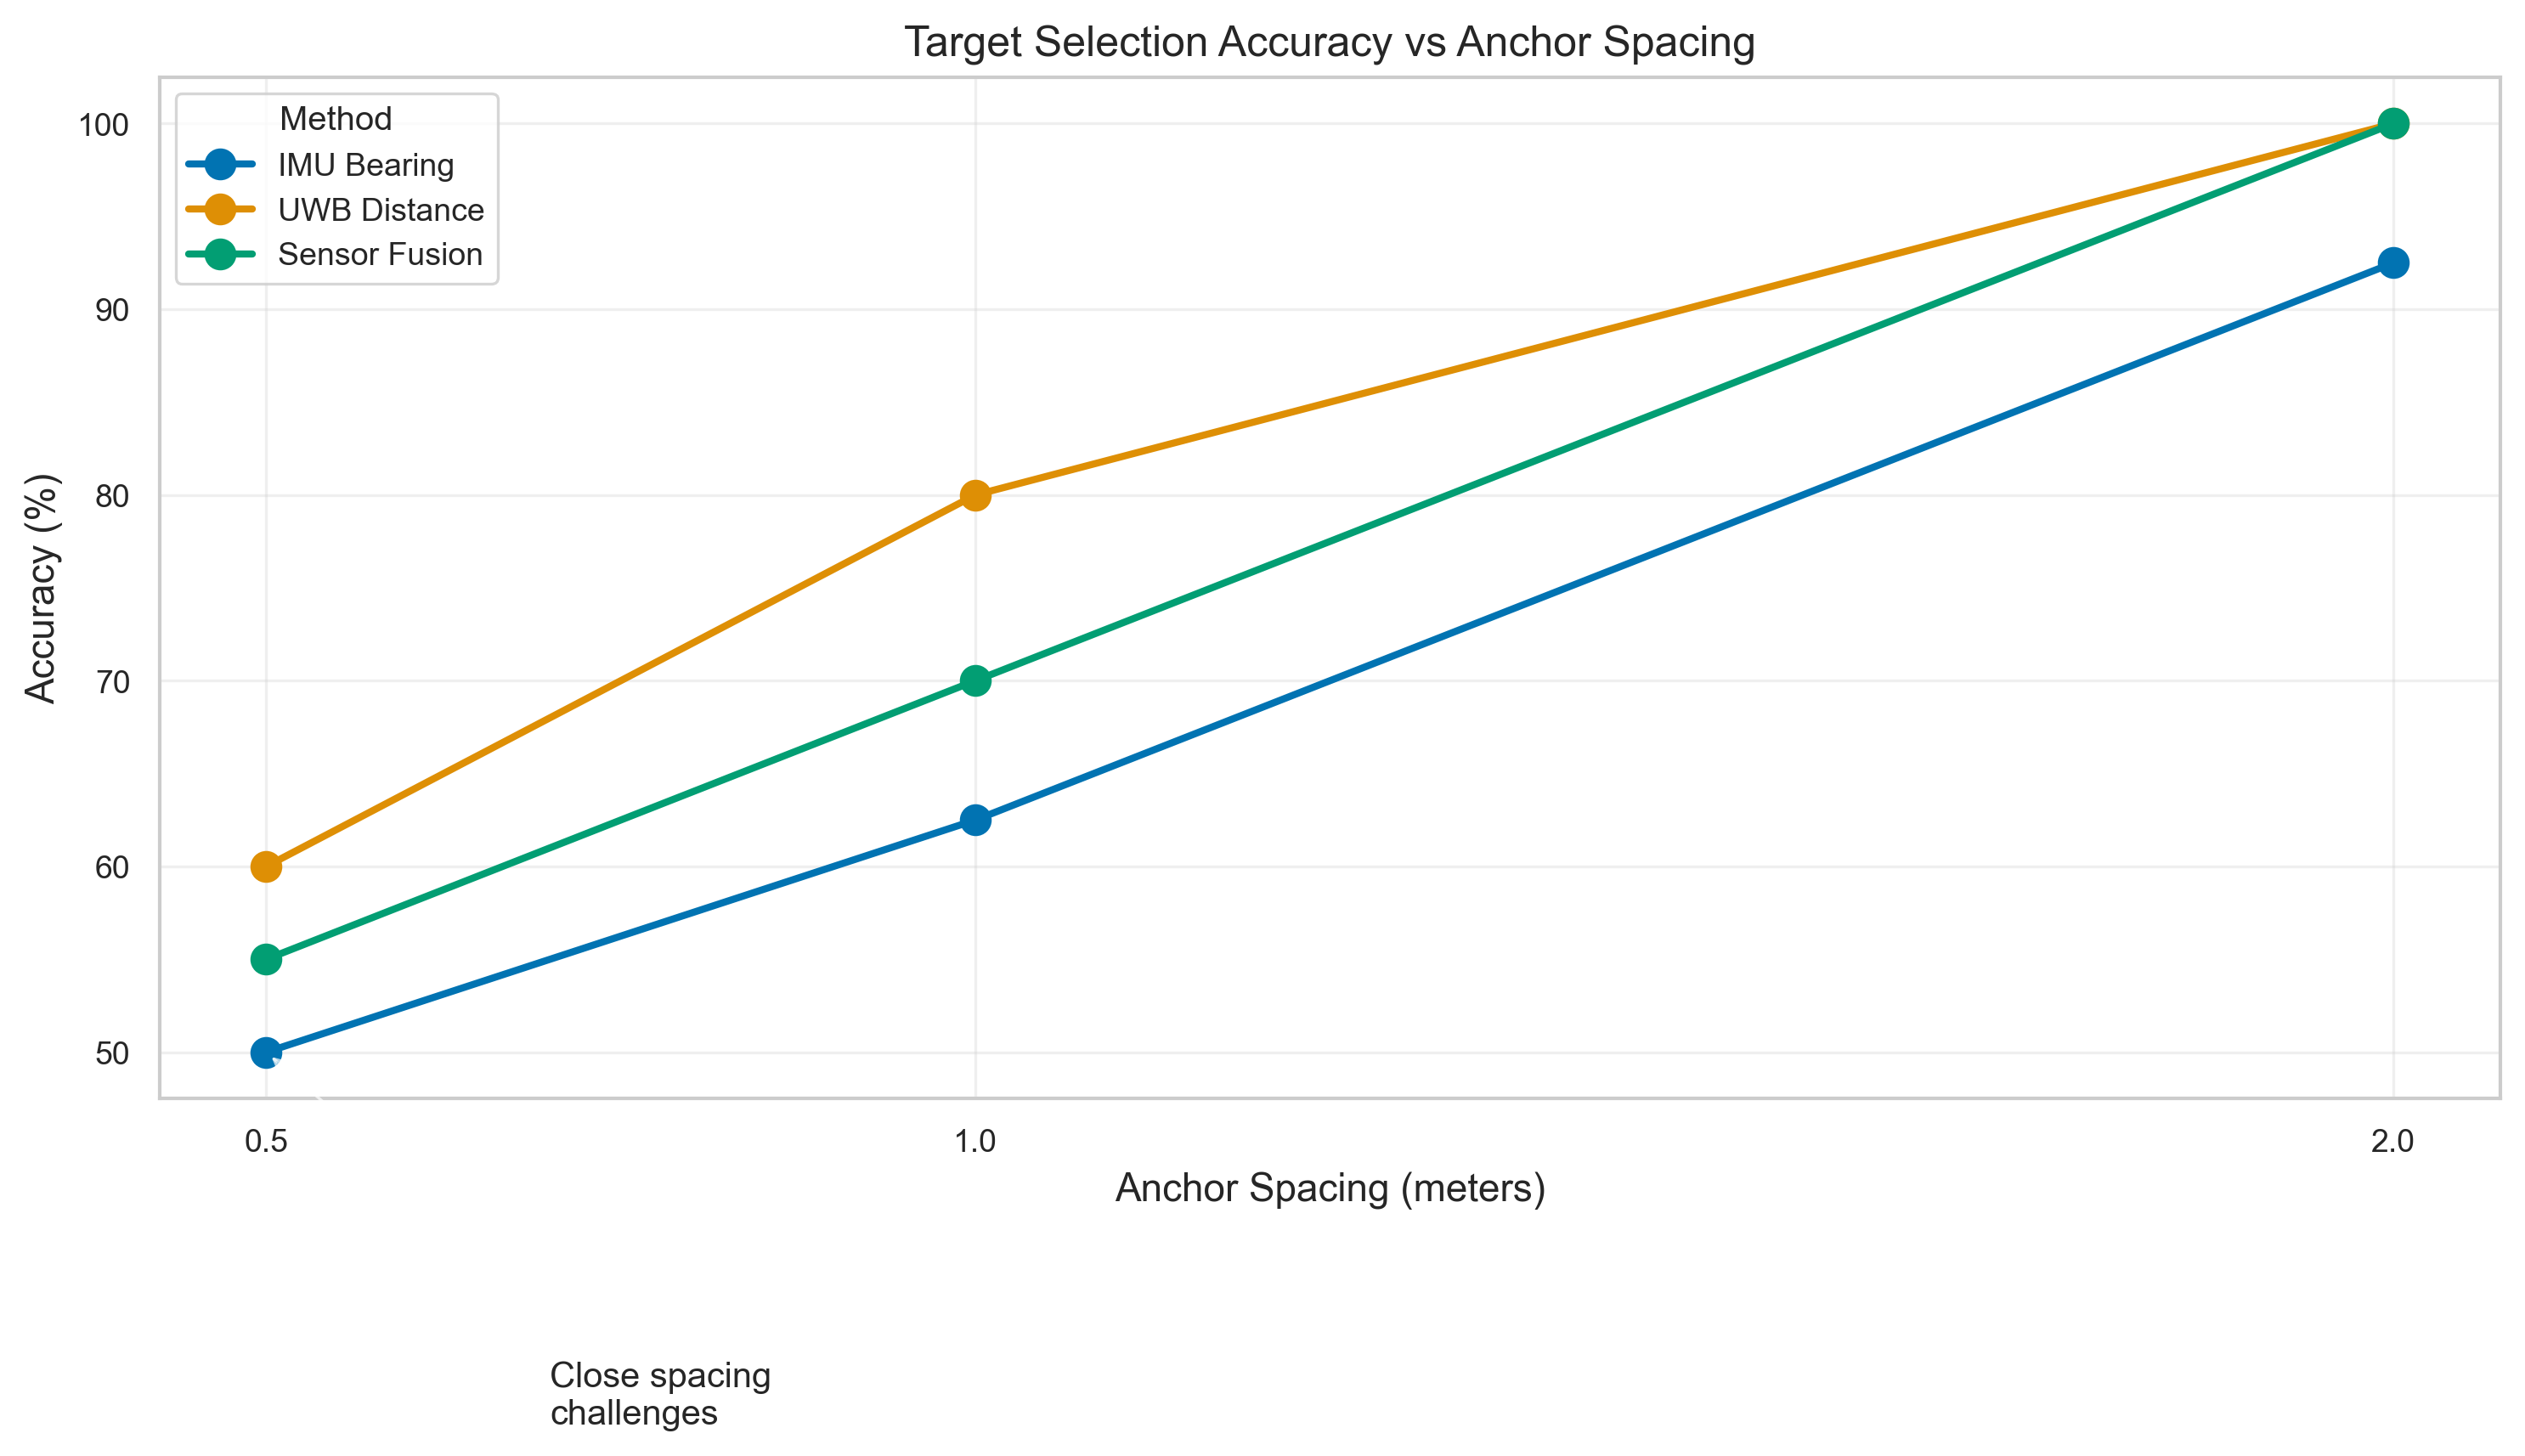 Target Selection Accuracy vs Anchor Spacing
Method
IMU Bearing
UWB Distance
Sensor Fusion
100
90
80
70
60
50
Accuracy (%)
0.5
1.0
2.0
Anchor Spacing (meters)
Close spacing
challenges